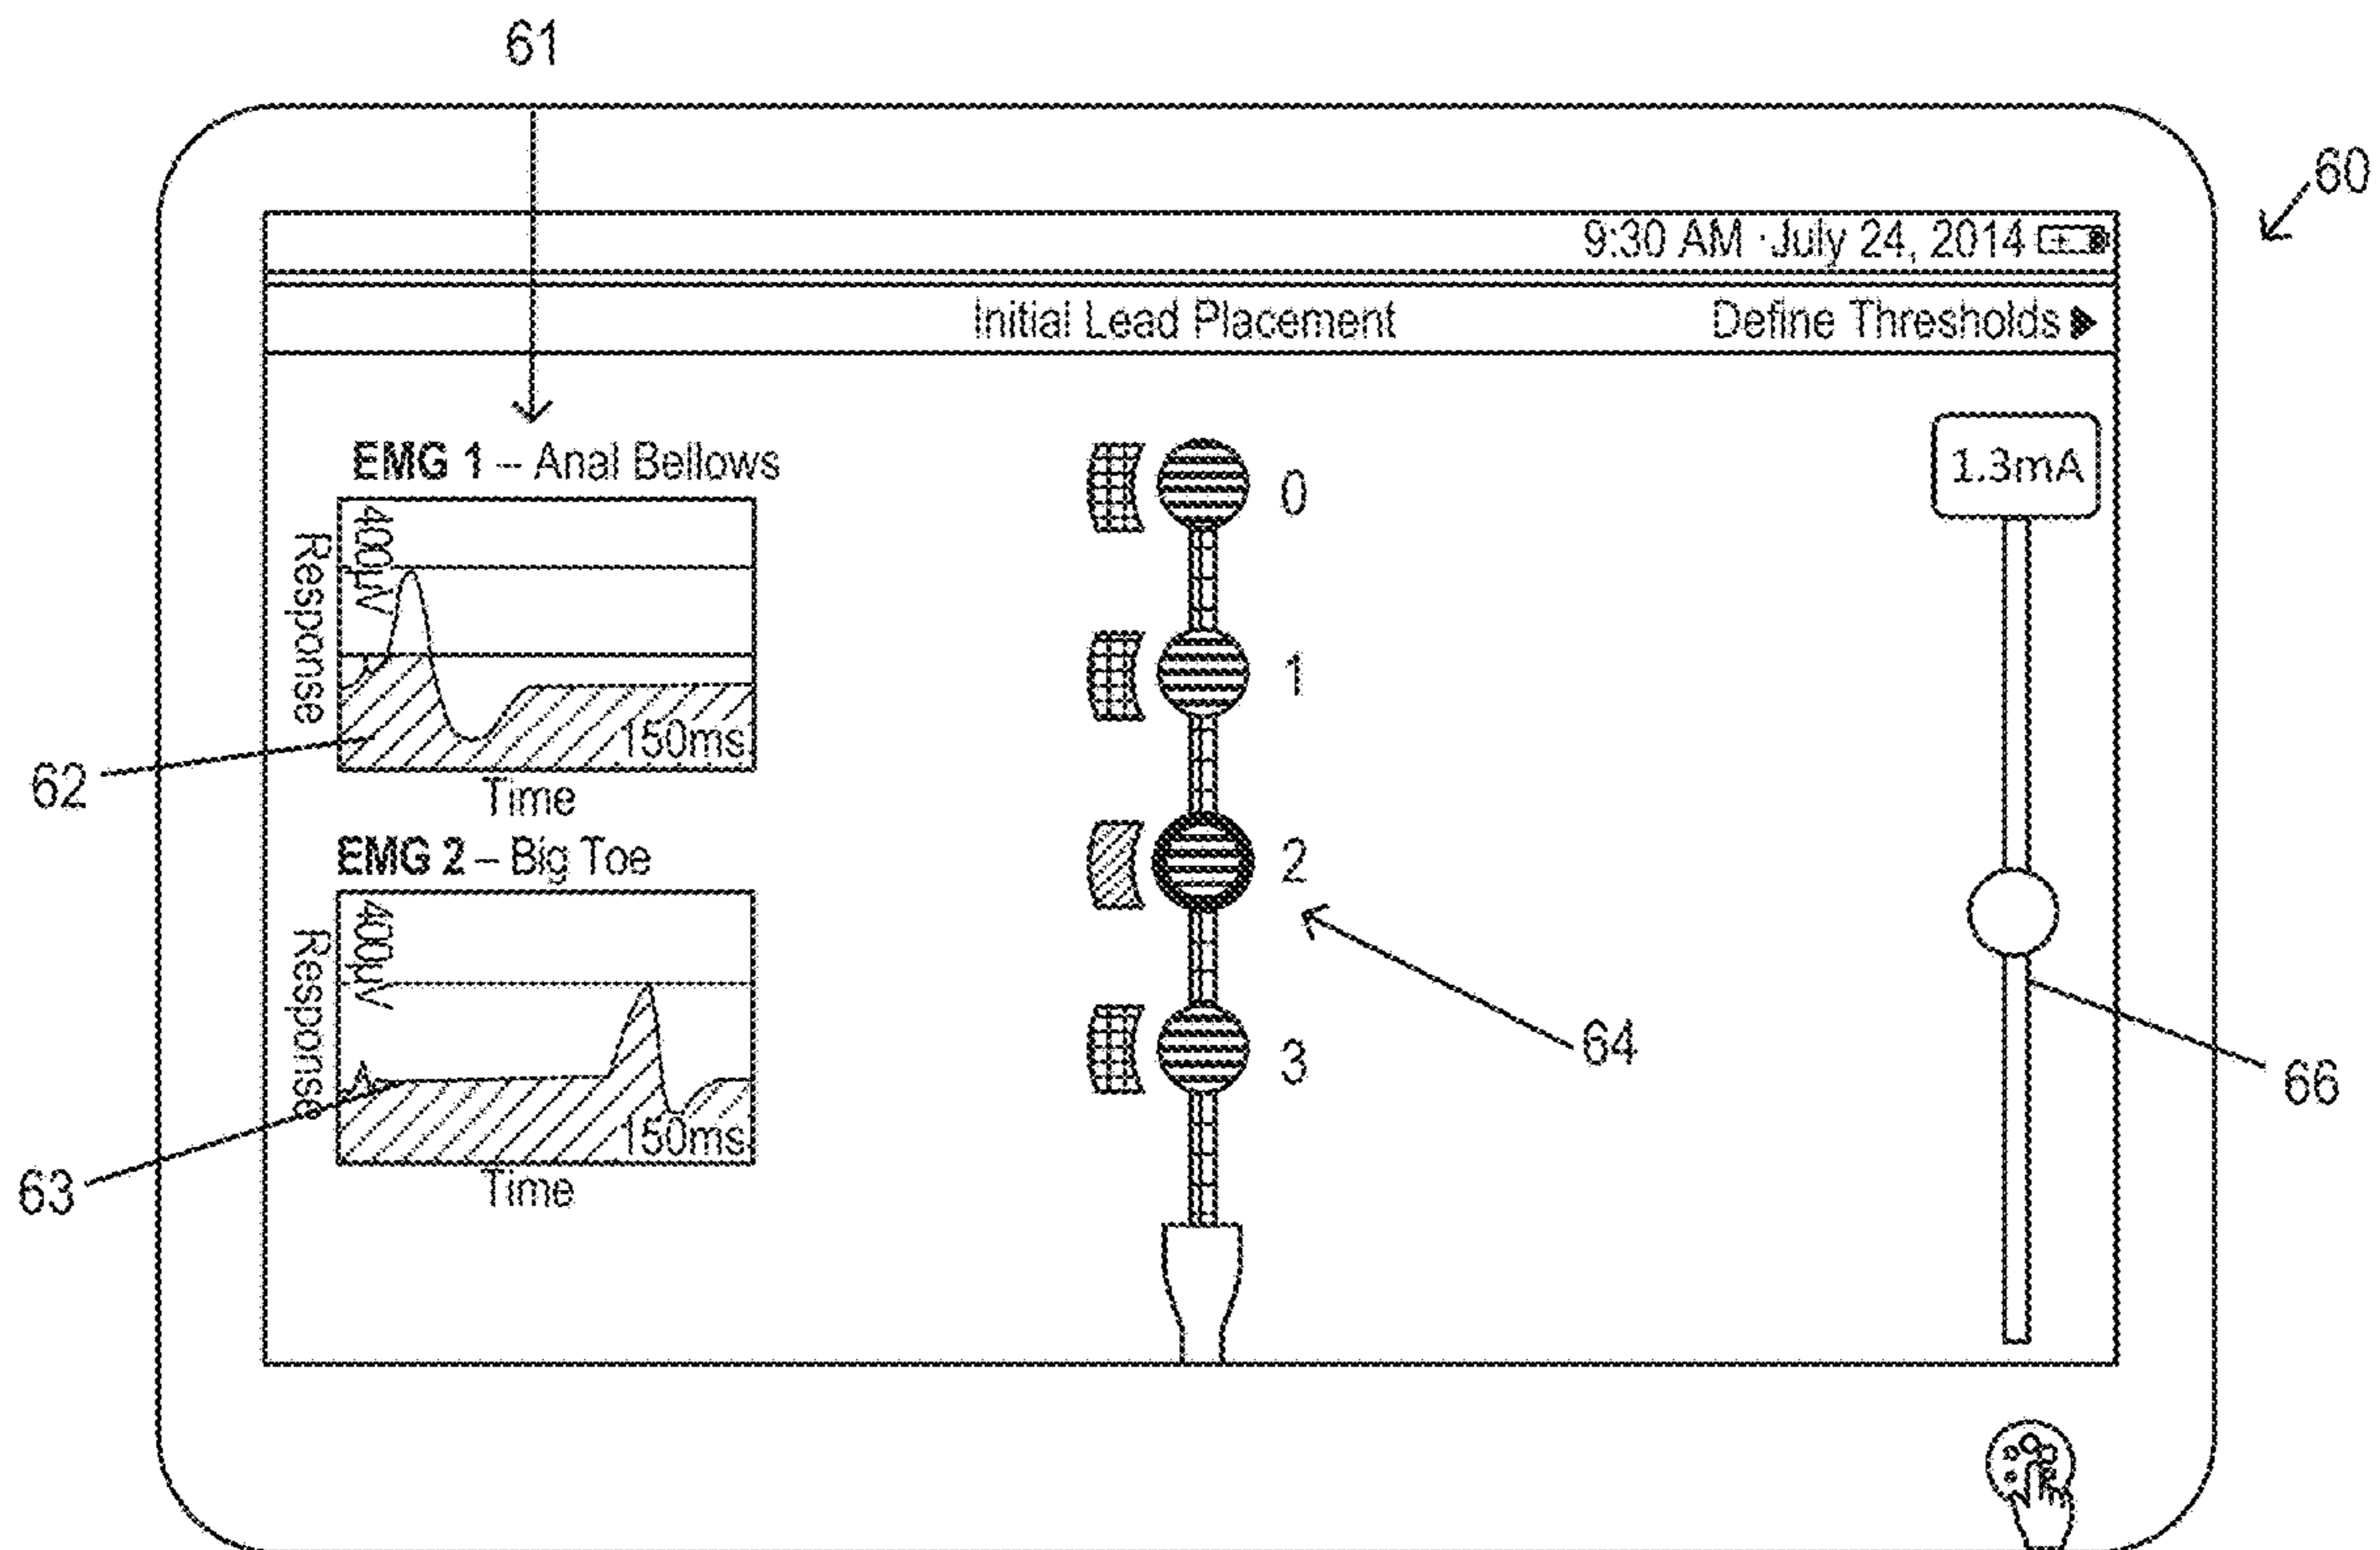 61
60
9:30 AM · July 24, 2014
Initial Lead Placement
Define Thresholds ▶
EMG 1 – Anal Bellows
Response
400µV
150ms
Time
62
EMG 2 – Big Toe
Response
400µV
150ms
Time
63
0
1
2
3
64
1.3mA
66